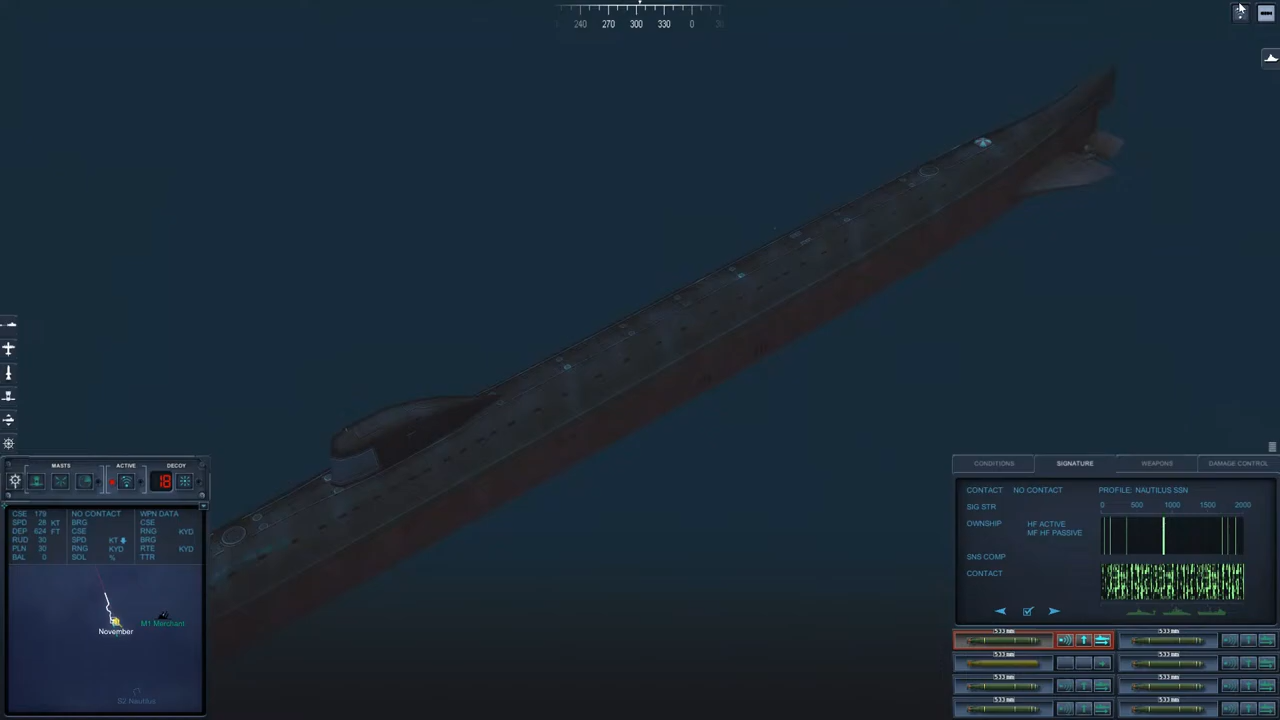 240 270 300 330 0 30
MASTS ACTIVE DECOY
18
CSE 179 NO CONTACT WPN DATA
SPD 28 KT BRG CSE
DEP 624 FT CSE RNG KYD
RUD 30 SPD KT BRG
PLN 30 RNG KYD RTE KYD
BAL 0 SOL % TTR
November
M1 Merchant
S2 Nautilus
CONDITIONS SIGNATURE WEAPONS DAMAGE CONTROL
CONTACT NO CONTACT PROFILE: NAUTILUS SSN
SIG STR 0 500 1000 1500 2000
OWNSHIP HF ACTIVE
MF HF PASSIVE
SNS COMP
CONTACT
533 mm 533 mm
533 mm 533 mm
533 mm 533 mm
533 mm 533 mm